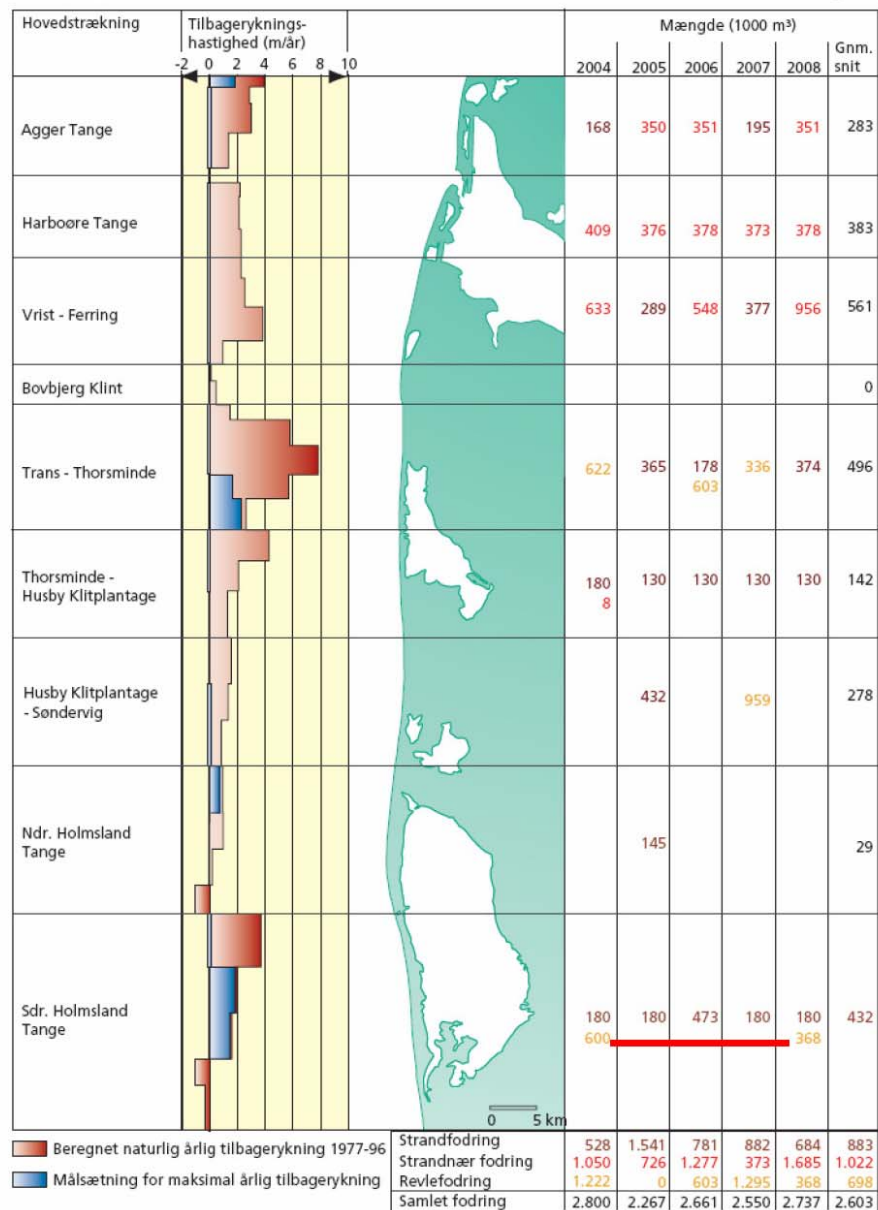 Hovedstrækning
Tilbageryknings-
hastighed (m/år)
-2 0 2 4 6 8 10
Mængde (1000 m³)
2004 2005 2006 2007 2008 Gnm. snit
Agger Tange 168 350 351 195 351 283
Harboøre Tange 409 376 378 373 378 383
Vrist - Ferring 633 289 548 377 956 561
Bovbjerg Klint 0
Trans - Thorsminde 622 365 178 336 374 496
603
Thorsminde -
Husby Klitplantage
180 130 130 130 130 142
8
Husby Klitplantage
- Søndervig
432 959 278
Ndr. Holmsland
Tange
145 29
Sdr. Holmsland
Tange
180 180 473 180 180 432
600 368
0 5 km
Beregnet naturlig årlig tilbagerykning 1977-96
Målsætning for maksimal årlig tilbagerykning
Strandfodring 528 1.541 781 882 684 883
Strandnær fodring 1.050 726 1.277 373 1.685 1.022
Revlefodring 1.222 0 603 1.295 368 698
Samlet fodring 2.800 2.267 2.661 2.550 2.737 2.603